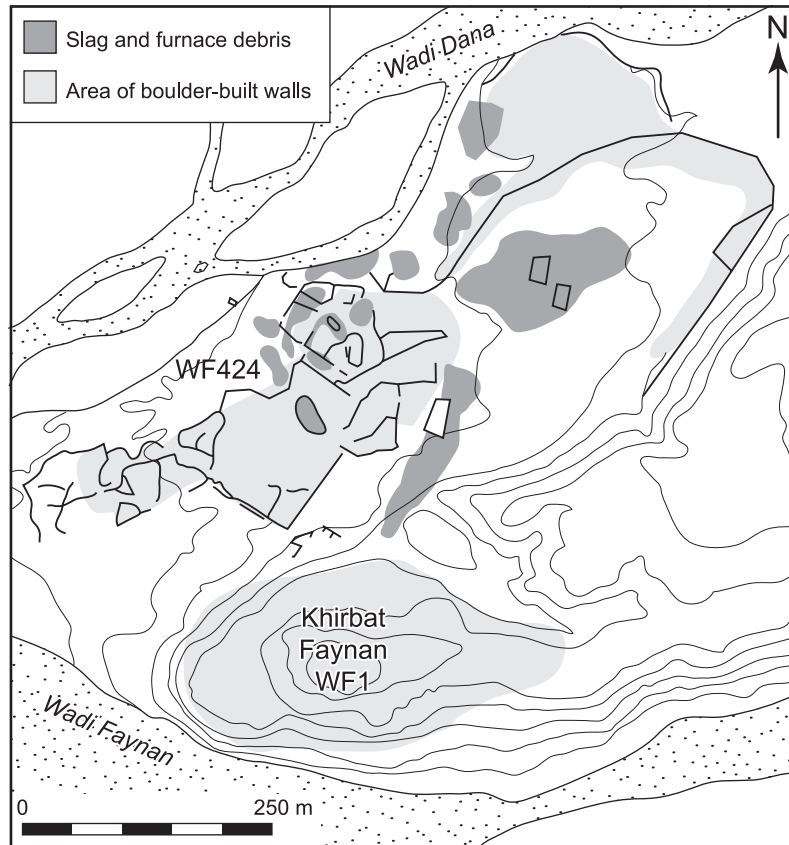 Slag and furnace debris
Area of boulder-built walls
Wadi Dana
N
WF424
Khirbat
Faynan
WF1
Wadi Faynan
0 250 m